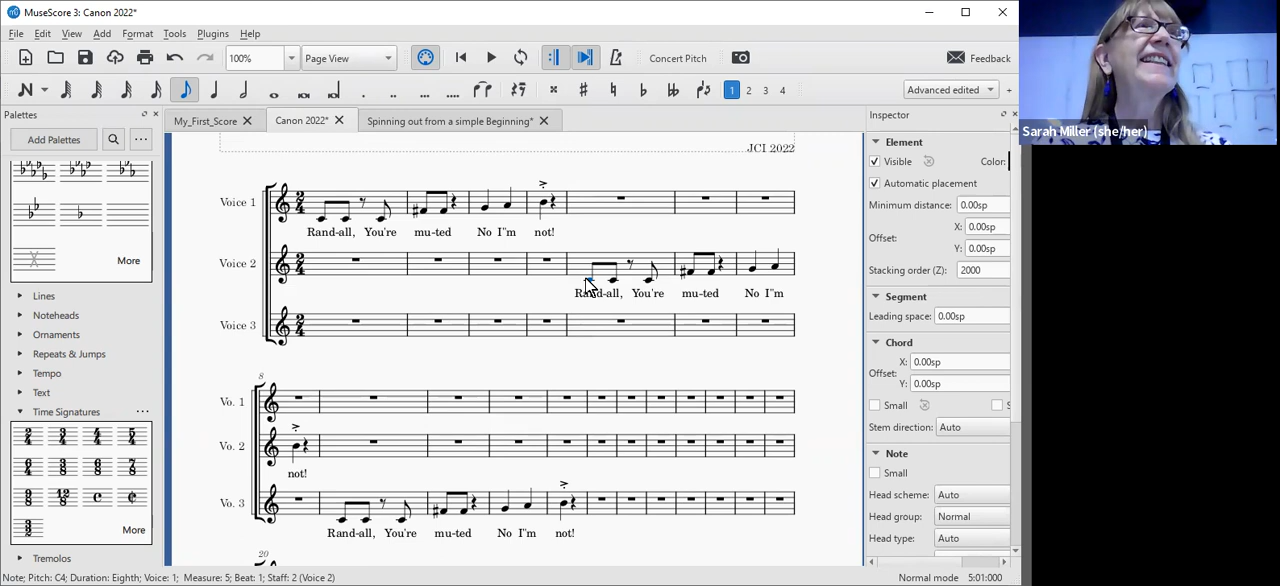 MuseScore 3: Canon 2022*
File Edit View Add Format Tools Plugins Help
100% Page View Concert Pitch Feedback
1 2 3 4 Advanced edited +
Palettes
Add Palettes ...
More
Lines
Noteheads
Ornaments
Repeats & Jumps
Tempo
Text
Time Signatures ...
More
Tremolos
My_First_Score Canon 2022* Spinning out from a simple Beginning*
JCI 2022
Voice 1
Rand-all, You're mu-ted No I"m not!
Voice 2
Rand-all, You're mu-ted No I"m
Voice 3
8
Vo. 1
Vo. 2
not!
Vo. 3
Rand-all, You're mu-ted No I"m not!
20
Inspector
Element
Visible Color:
Automatic placement
Minimum distance: 0.00sp
Offset: X: 0.00sp
Y: 0.00sp
Stacking order (Z): 2000
Segment
Leading space: 0.00sp
Chord
Offset: X: 0.00sp
Y: 0.00sp
Small
Stem direction: Auto
Note
Small
Head scheme: Auto
Head group: Normal
Head type: Auto
Note; Pitch: C4; Duration: Eighth; Voice: 1; Measure: 5; Beat: 1; Staff: 2 (Voice 2) Normal mode 5:01:000
Sarah Miller (she/her)